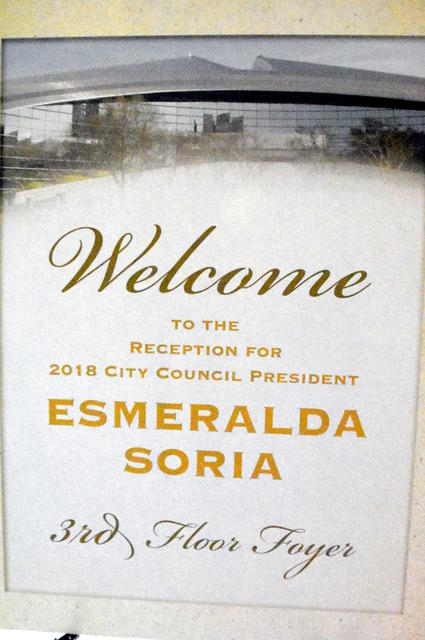 Welcome
TO THE
RECEPTION FOR
2018 CITY COUNCIL PRESIDENT
ESMERALDA
SORIA
3rd Floor Foyer